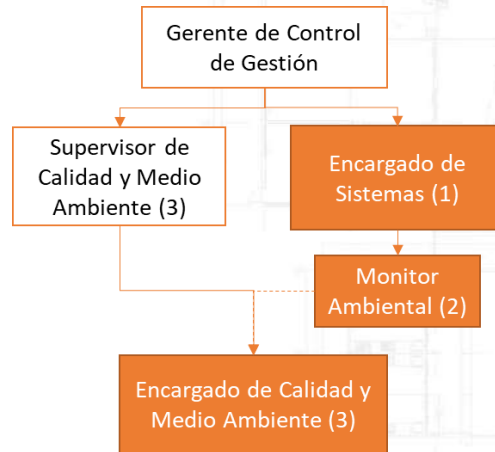 Gerente de Control
de Gestión
Supervisor de
Calidad y Medio
Ambiente (3)
Encargado de
Sistemas (1)
Monitor
Ambiental (2)
Encargado de Calidad y
Medio Ambiente (3)